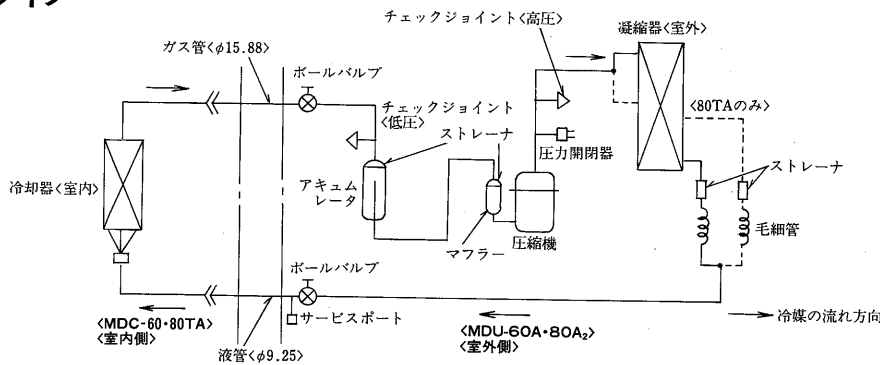 チェックジョイント<高圧>
凝縮器<室外>
ガス管<φ15.88>
ボールバルブ
チェックジョイント
<低圧>
ストレーナ
<80TAのみ>
圧力開閉器
ストレーナ
冷却器<室内>
アキュム
レータ
毛細管
マフラー
圧縮機
ボールバルブ
サービスポート
<MDC-60・80TA>
<室内側>
<MDU-60A・80A₂>
<室外側>
冷媒の流れ方向
液管<φ9.25>